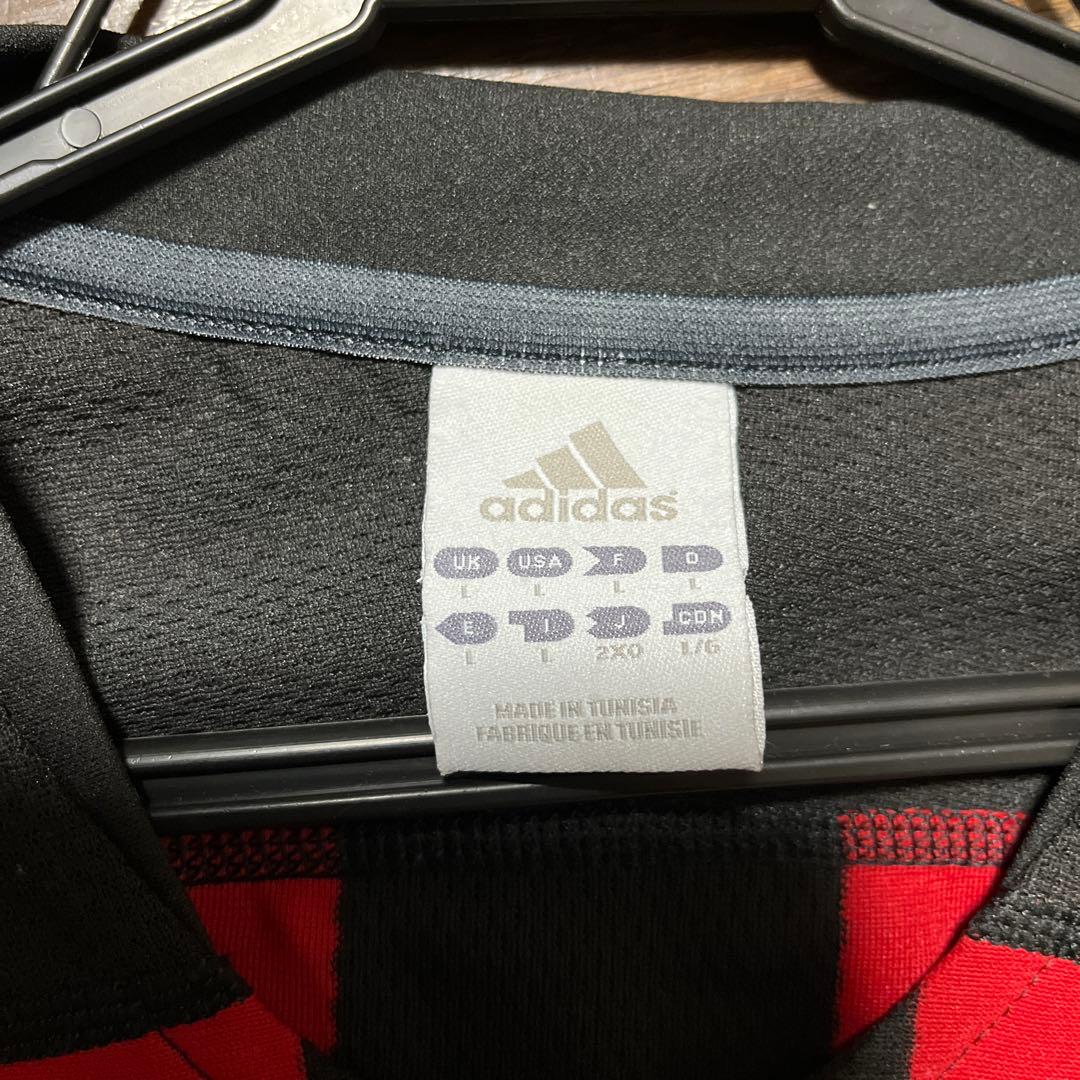 adidas
UK USA F D
L L L L
E I J CDN
L L 2XO L/G
MADE IN TUNISIA
FABRIQUE EN TUNISIE